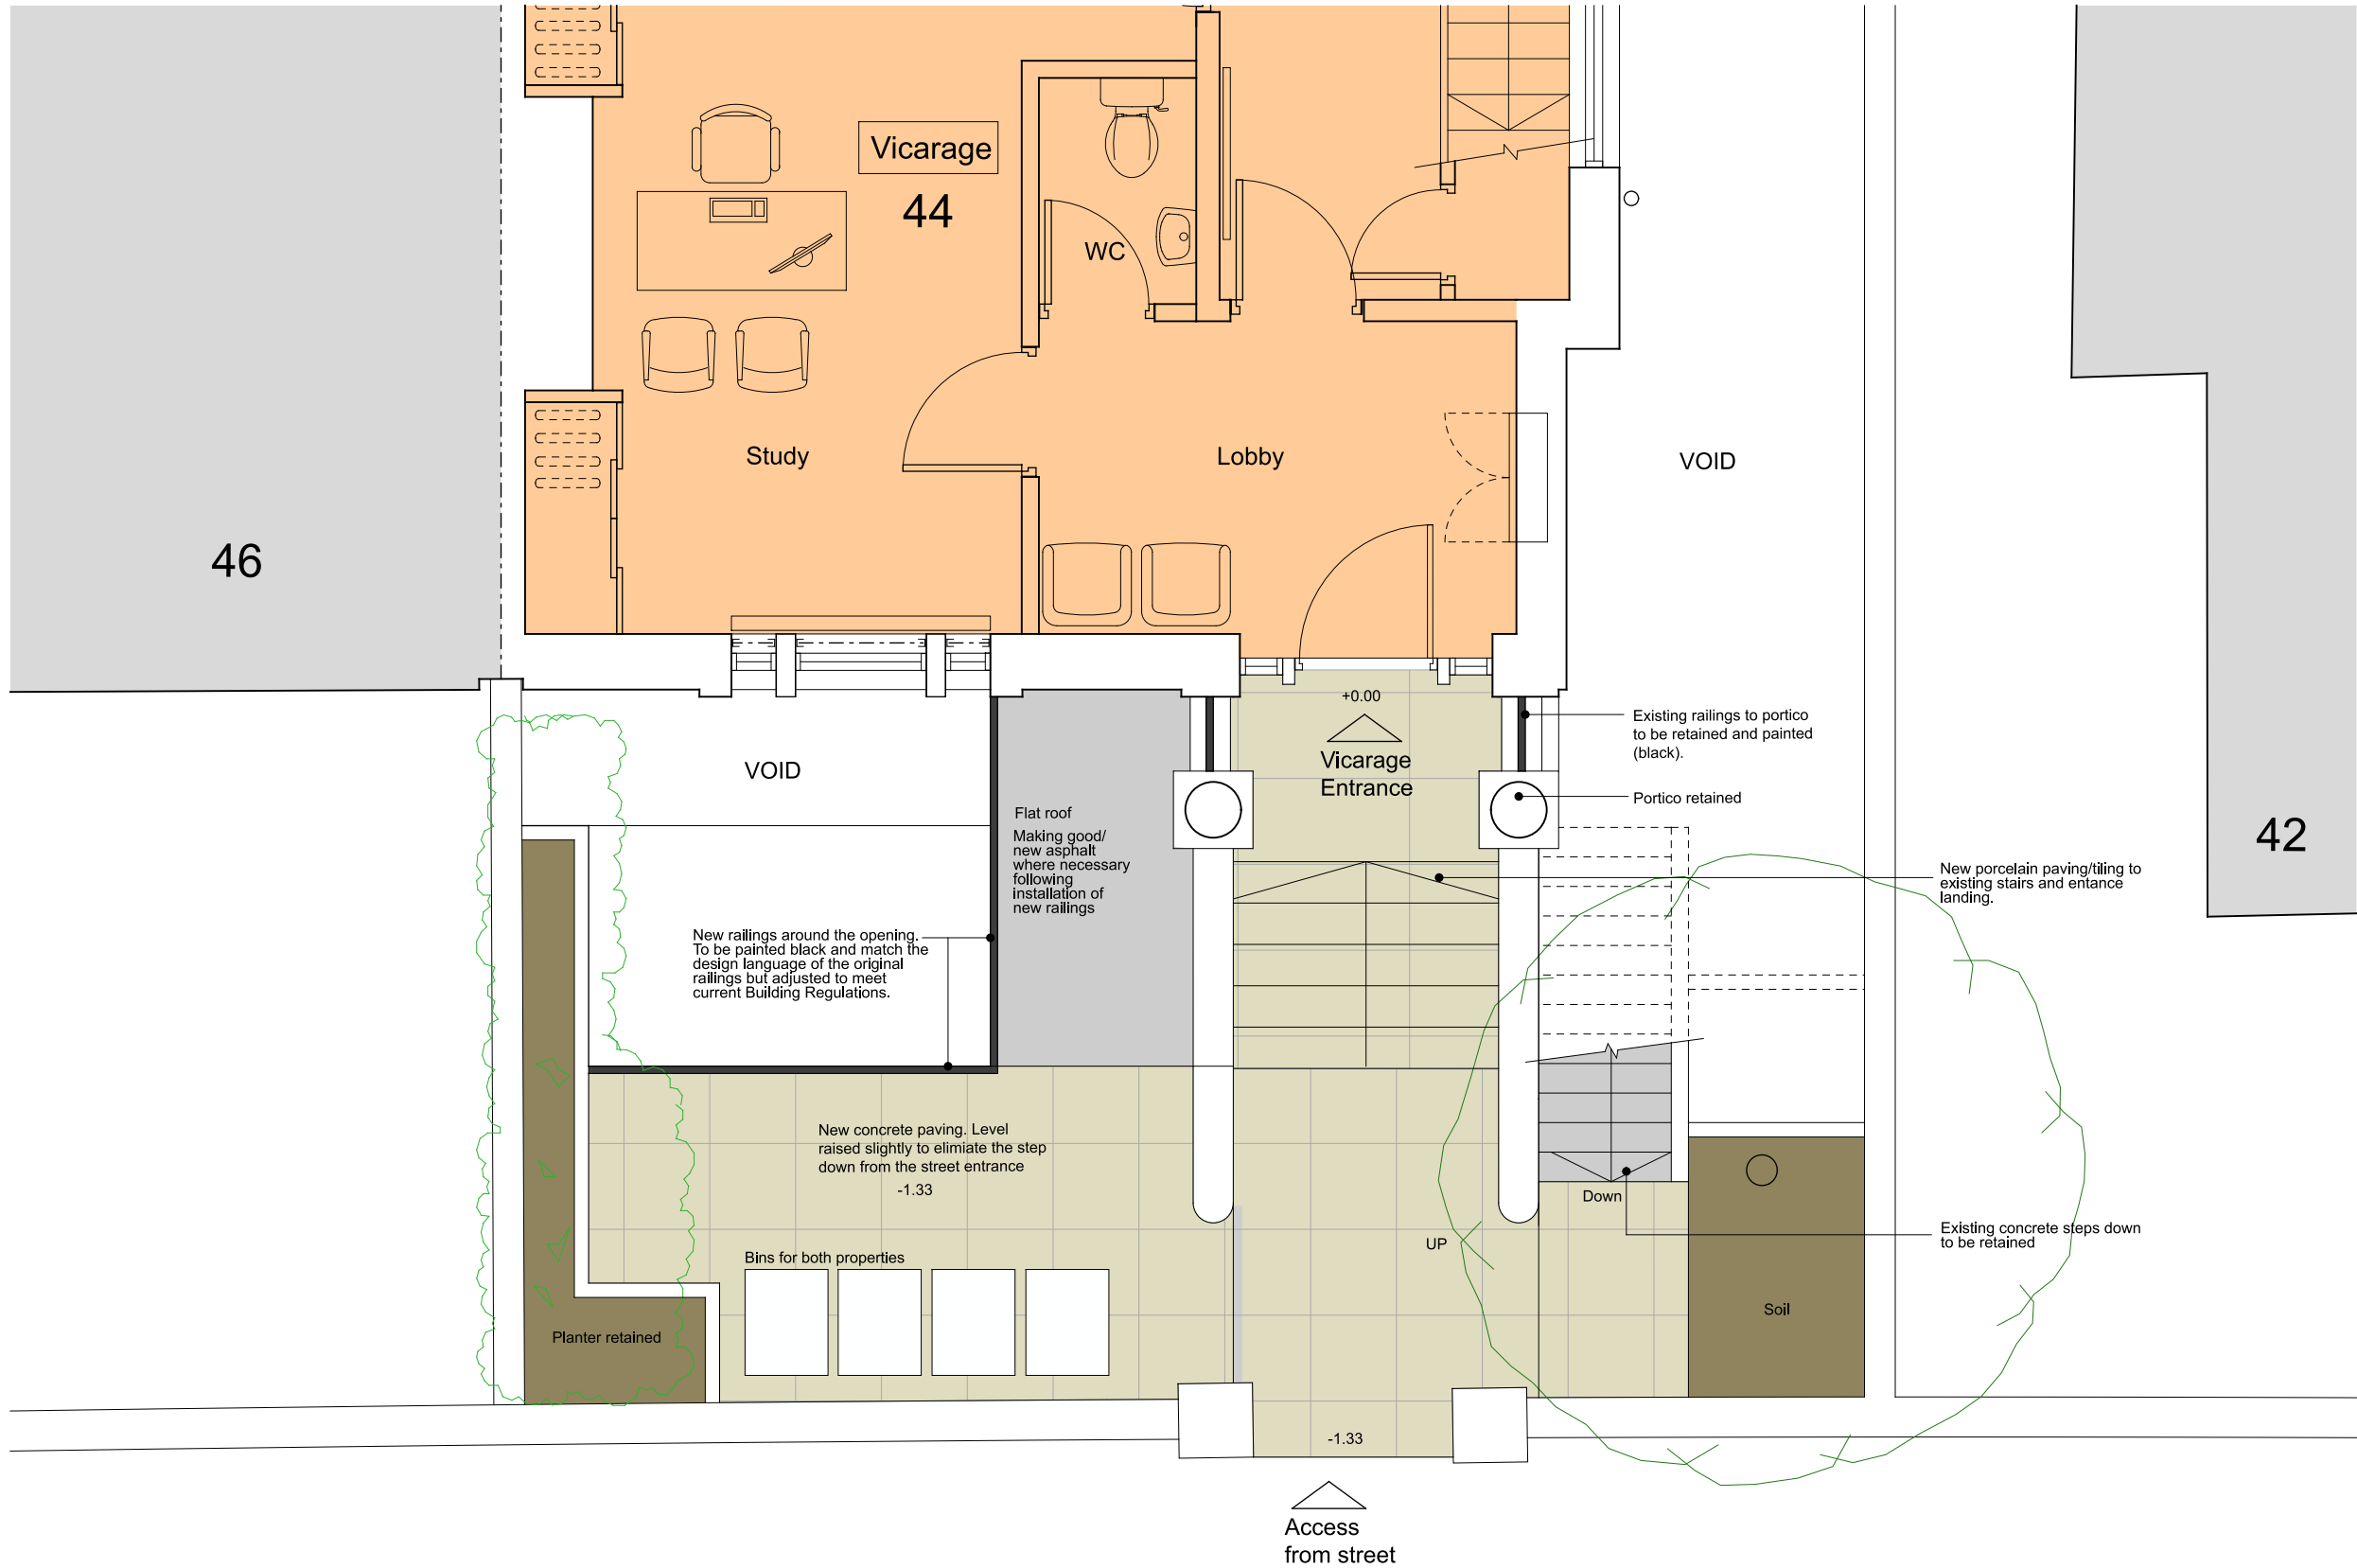 Vicarage
44
WC
Study
Lobby
VOID
46
42
+0.00
Vicarage
Entrance
Existing railings to portico
to be retained and painted
(black).
Portico retained
VOID
Flat roof
Making good/
new asphalt
where necessary
following
installation of
new railings
New porcelain paving/tiling to
existing stairs and entance
landing.
New railings around the opening.
To be painted black and match the
design language of the original
railings but adjusted to meet
current Building Regulations.
New concrete paving. Level
raised slightly to elimiate the step
down from the street entrance
-1.33
Down
UP
Existing concrete steps down
to be retained
Bins for both properties
Soil
Planter retained
-1.33
Access
from street